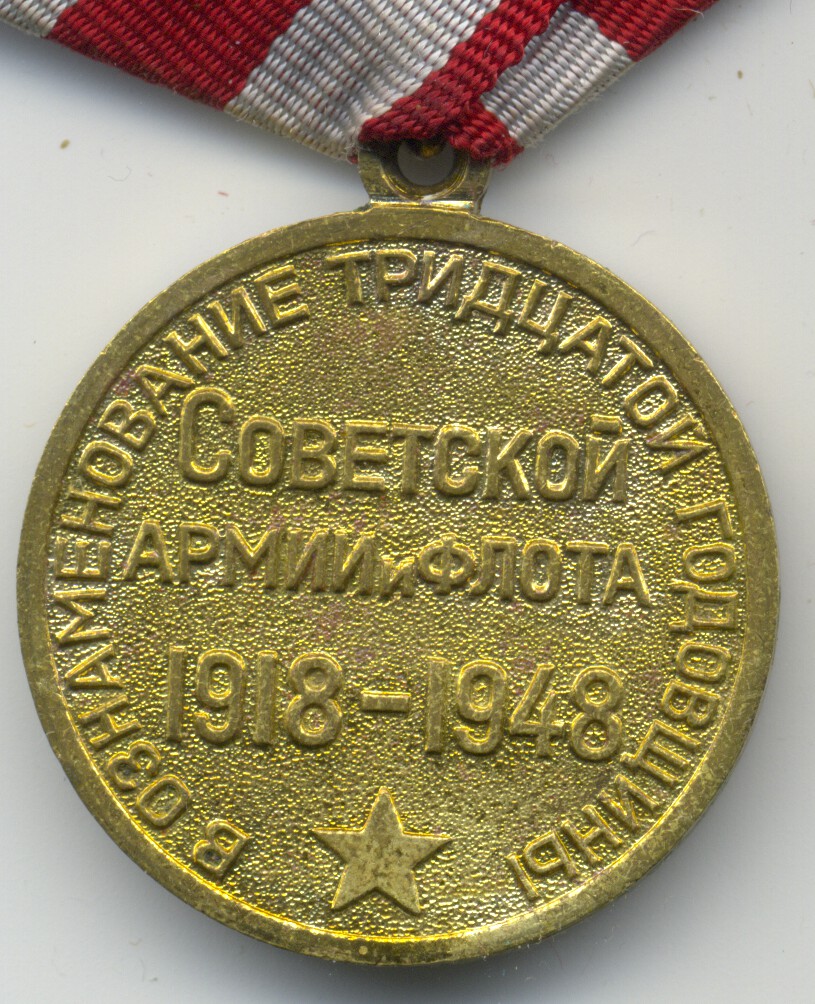 В ОЗНАМЕНОВАНИЕ ТРИДЦАТОЙ ГОДОВЩИНЫ
СОВЕТСКОЙ
АРМИИ и ФЛОТА
1918-1948